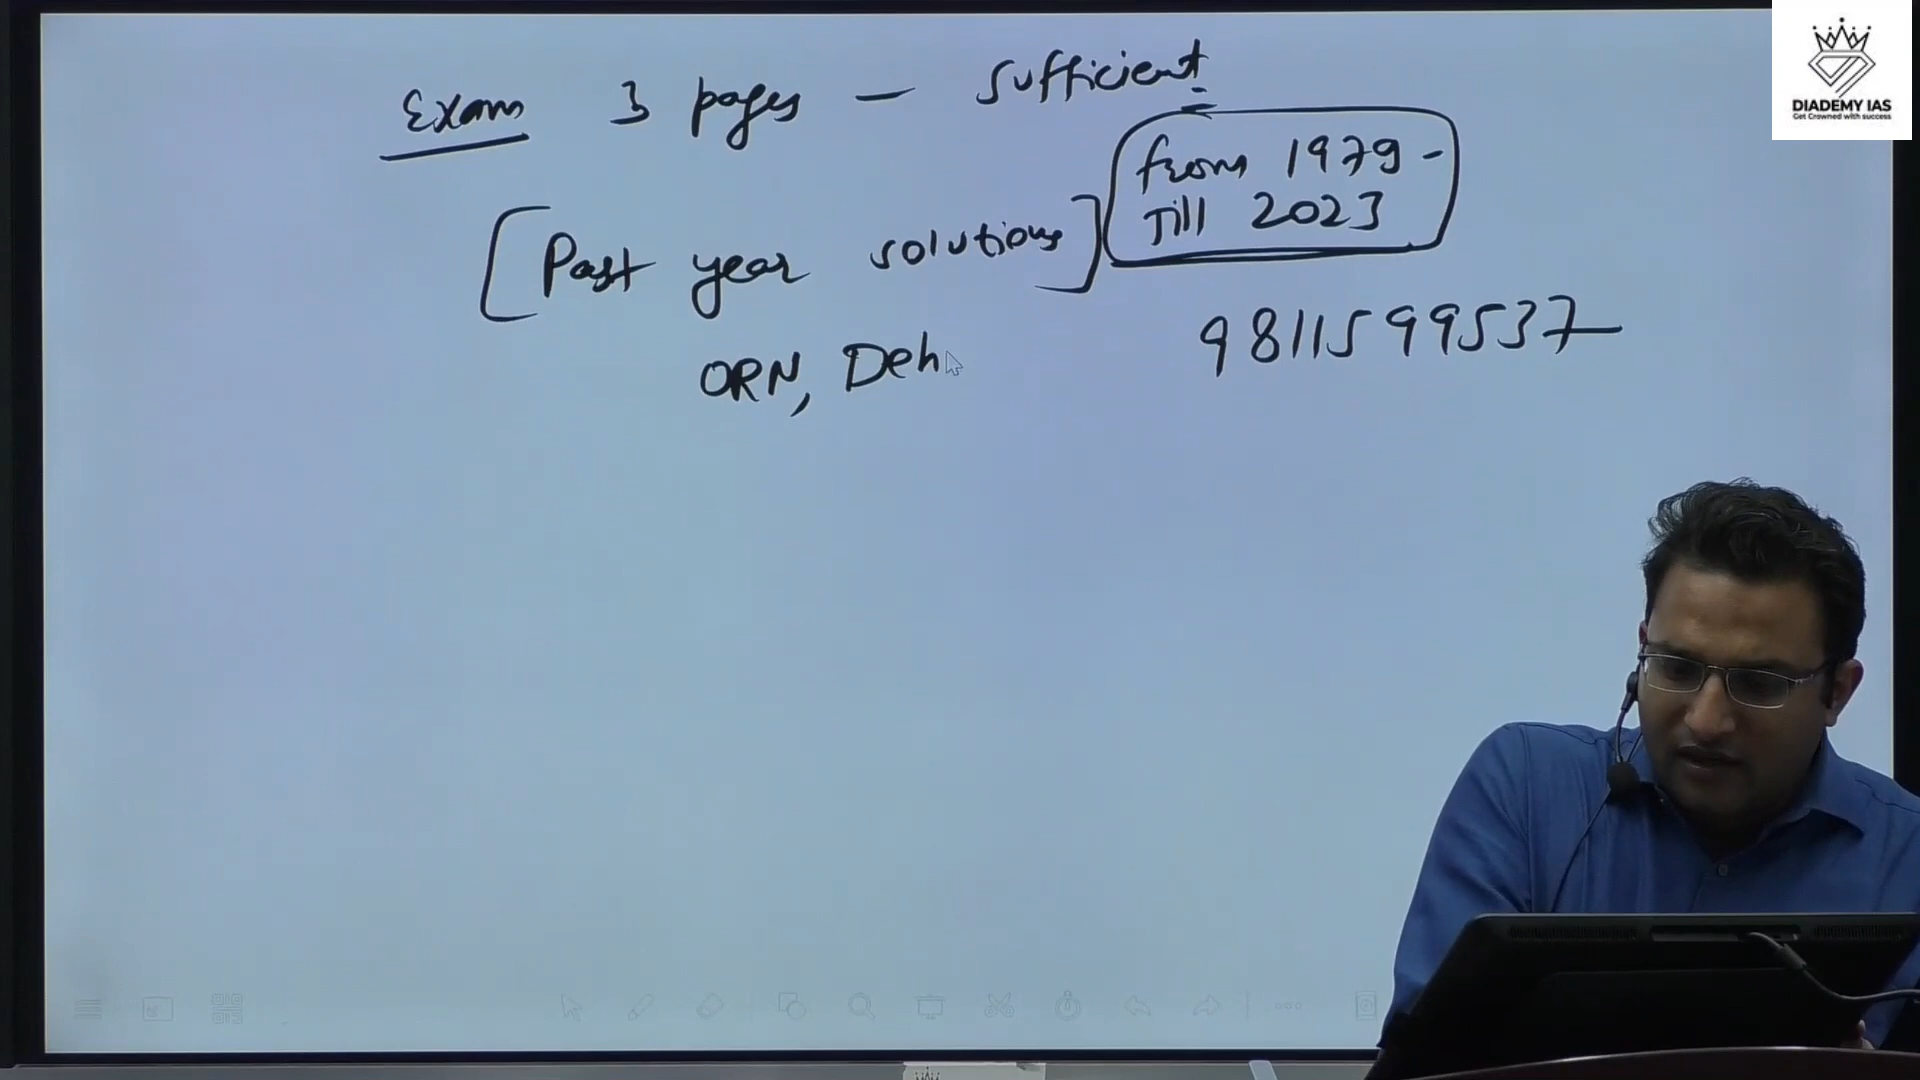 Exam 3 pages - sufficient
[Past year solutions] from 1979 -
Till 2023
9811599537
ORN, Deh
DIADEMY IAS
Get Crowned with success